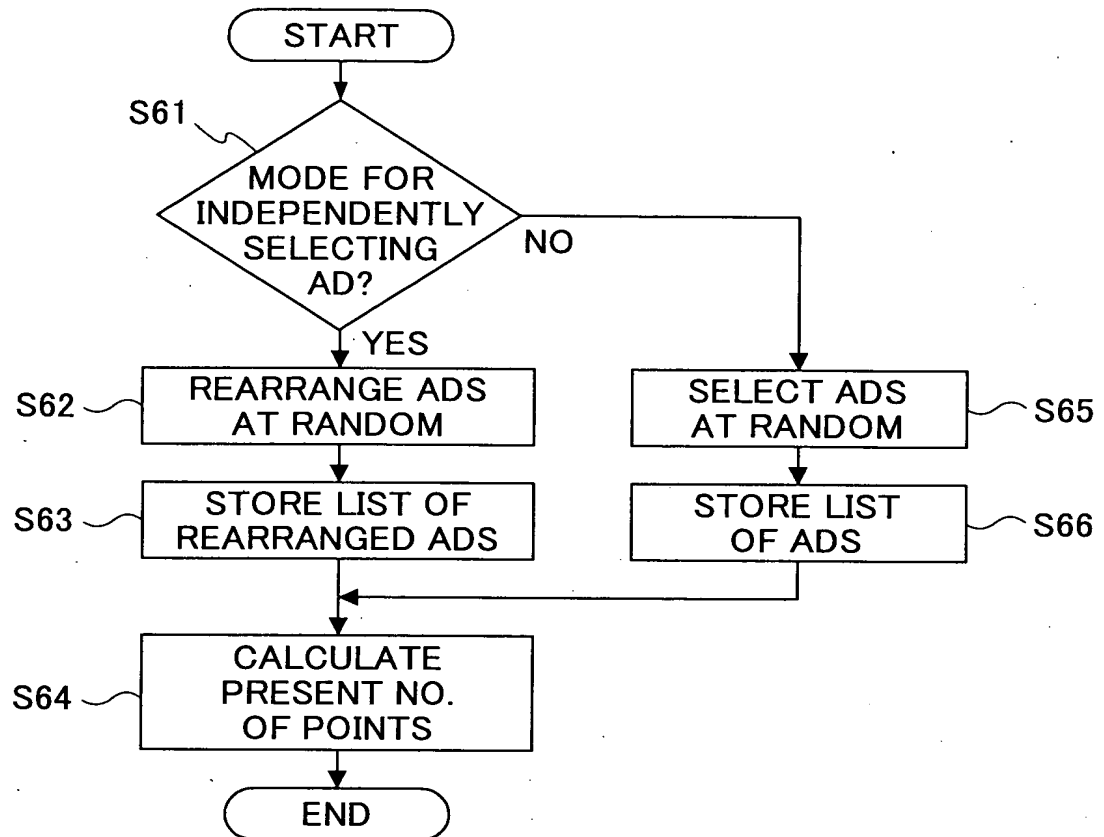 START
S61
MODE FOR
INDEPENDENTLY
SELECTING
AD?
NO
YES
S62
REARRANGE ADS
AT RANDOM
SELECT ADS
AT RANDOM
S65
S63
STORE LIST OF
REARRANGED ADS
STORE LIST
OF ADS
S66
S64
CALCULATE
PRESENT NO.
OF POINTS
END